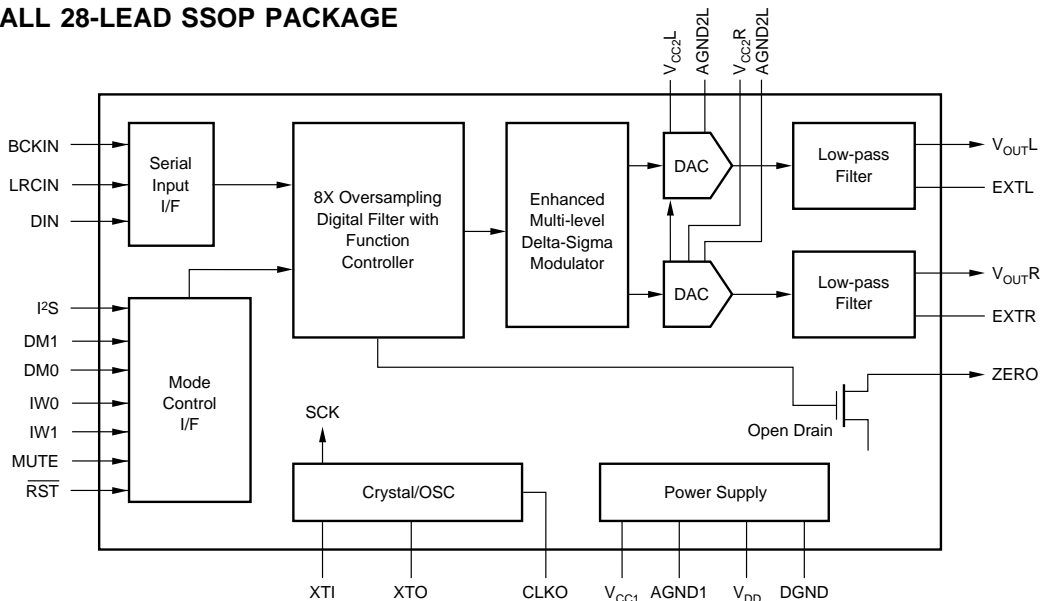 ALL 28-LEAD SSOP PACKAGE
VCC2L
AGND2L
VCC2R
AGND2L
BCKIN
LRCIN
DIN
Serial
Input
I/F
8X Oversampling
Digital Filter with
Function
Controller
Enhanced
Multi-level
Delta-Sigma
Modulator
DAC
Low-pass
Filter
VOUTL
EXTL
DAC
Low-pass
Filter
VOUTR
EXTR
I²S
DM1
DM0
IW0
IW1
MUTE
RST
Mode
Control
I/F
ZERO
Open Drain
SCK
Crystal/OSC
Power Supply
XTI
XTO
CLKO
VCC1
AGND1
VDD
DGND